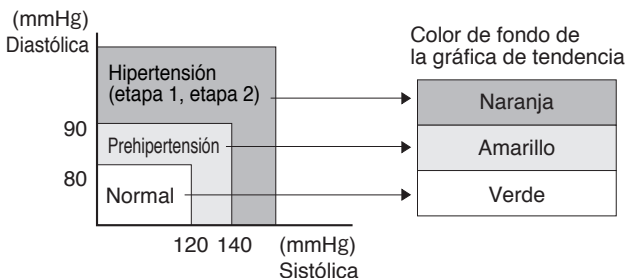 (mmHg)
Diastólica
Color de fondo de
la gráfica de tendencia
Hipertensión
(etapa 1, etapa 2)
Naranja
90
Prehipertensión
Amarillo
80
Normal
Verde
120 140 (mmHg)
Sistólica